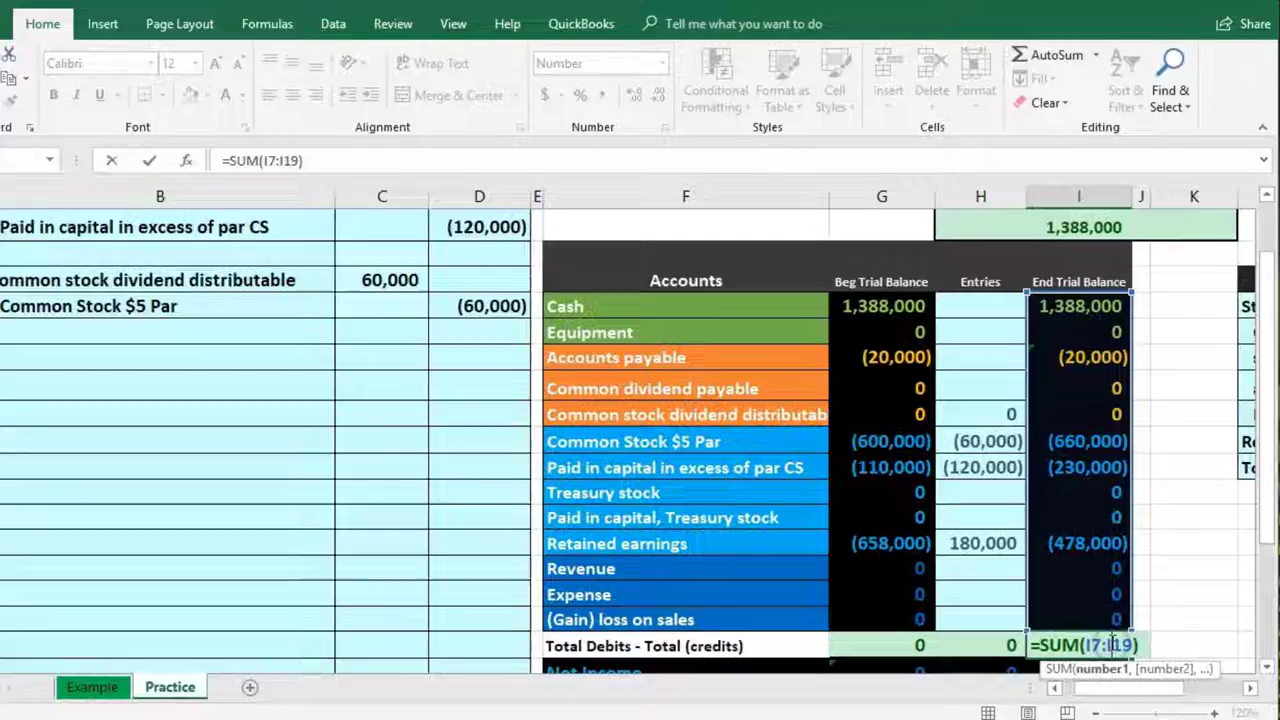 Home Insert Page Layout Formulas Data Review View Help QuickBooks Tell me what you want to do Share
Calibri 12 Wrap Text Number AutoSum
Fill
B I U A Merge & Center $ % Conditional Formatting Format as Table Cell Styles Insert Delete Format Clear Sort & Filter Find & Select
rd Font Alignment Number Styles Cells Editing
fx =SUM(I7:I19)
B C D E F G H I J K
Paid in capital in excess of par CS (120,000) 1,388,000
Accounts Beg Trial Balance Entries End Trial Balance
ommon stock dividend distributable 60,000
Common Stock $5 Par (60,000) Cash 1,388,000 1,388,000 St
Equipment 0 0
Accounts payable (20,000) (20,000)
Common dividend payable 0 0
Common stock dividend distributab 0 0 0
Common Stock $5 Par (600,000) (60,000) (660,000) Re
Paid in capital in excess of par CS (110,000) (120,000) (230,000) To
Treasury stock 0 0
Paid in capital, Treasury stock 0 0
Retained earnings (658,000) 180,000 (478,000)
Revenue 0 0
Expense 0 0
(Gain) loss on sales 0 0
Total Debits - Total (credits) 0 0 =SUM(I7:I19)
Net Income
SUM(number1, [number2], ...)
Example Practice
120%